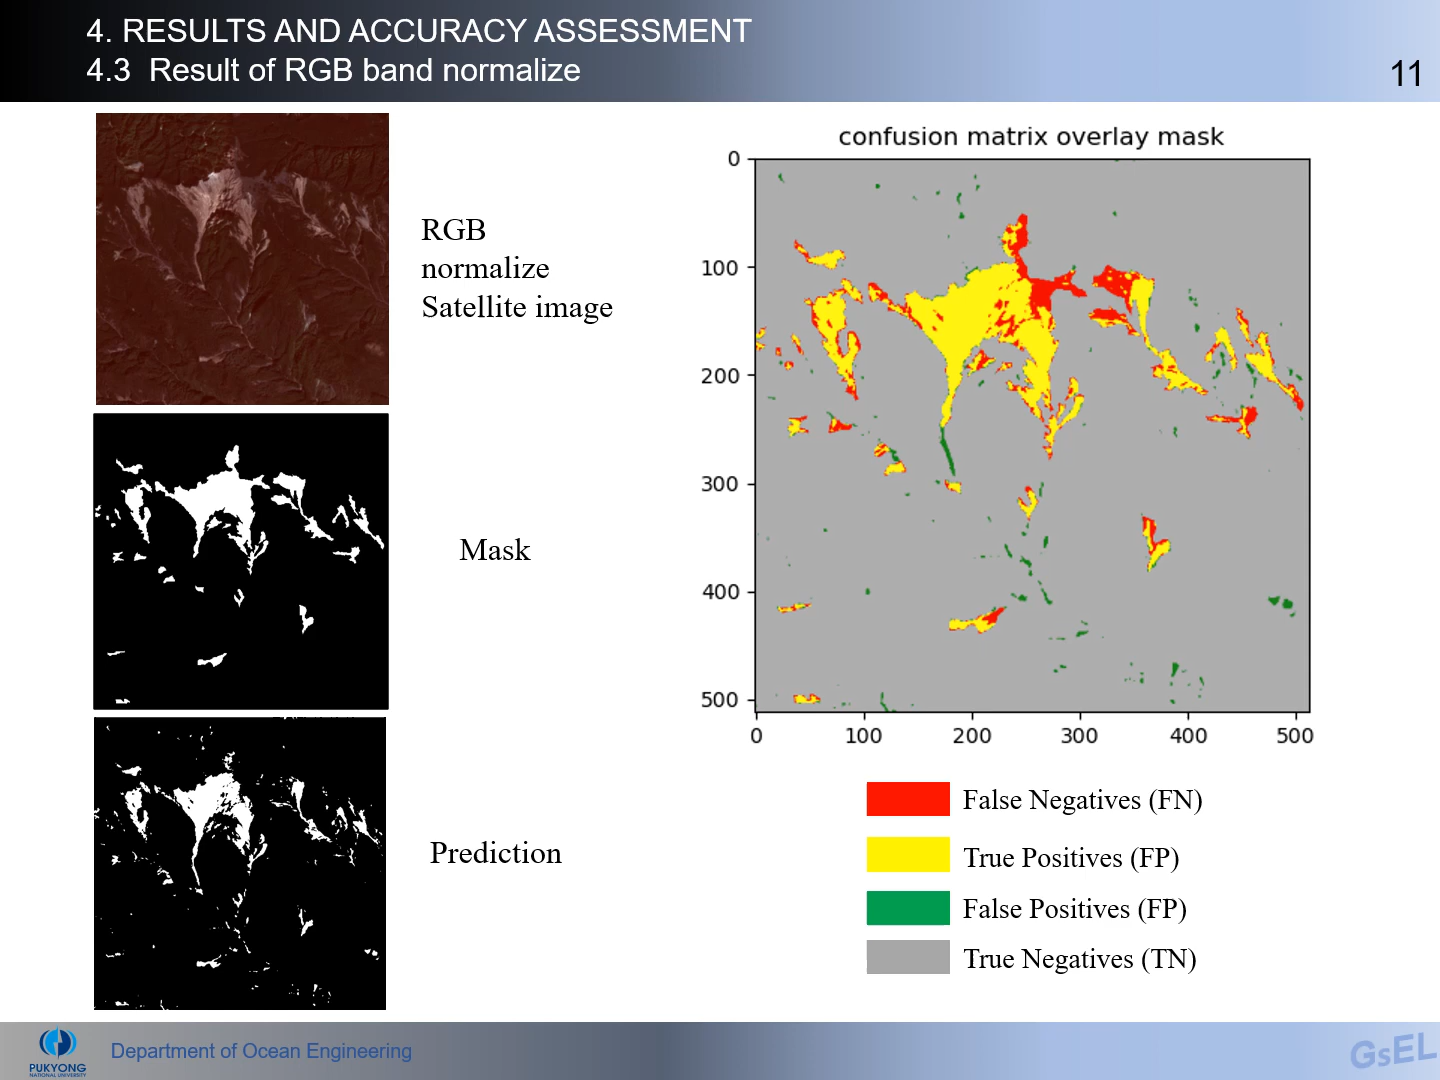 4. RESULTS AND ACCURACY ASSESSMENT
4.3 Result of RGB band normalize
11
RGB
normalize
Satellite image
Mask
Prediction
confusion matrix overlay mask
0
100
200
300
400
500
0 100 200 300 400 500
False Negatives (FN)
True Positives (FP)
False Positives (FP)
True Negatives (TN)
PUKYONG
NATIONAL UNIVERSITY
Department of Ocean Engineering
GsEL